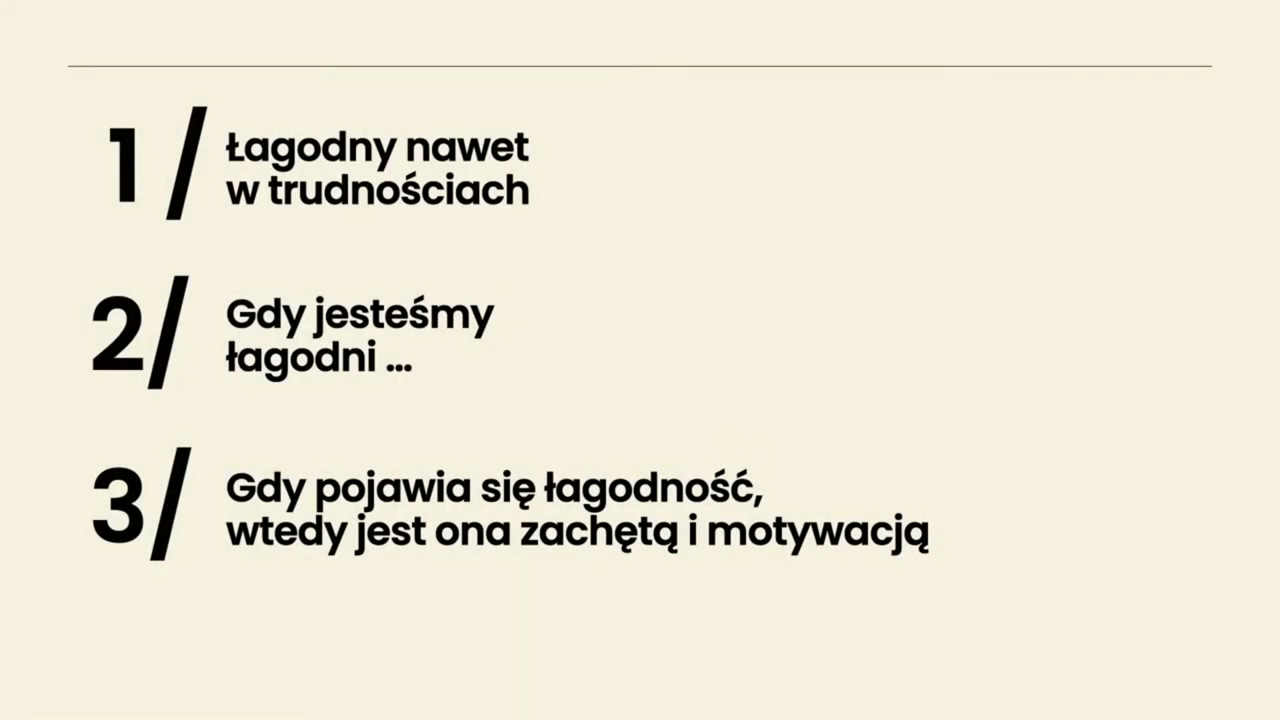 1/ Łagodny nawet
w trudnościach
2/ Gdy jesteśmy
łagodni ...
3/ Gdy pojawia się łagodność,
wtedy jest ona zachętą i motywacją